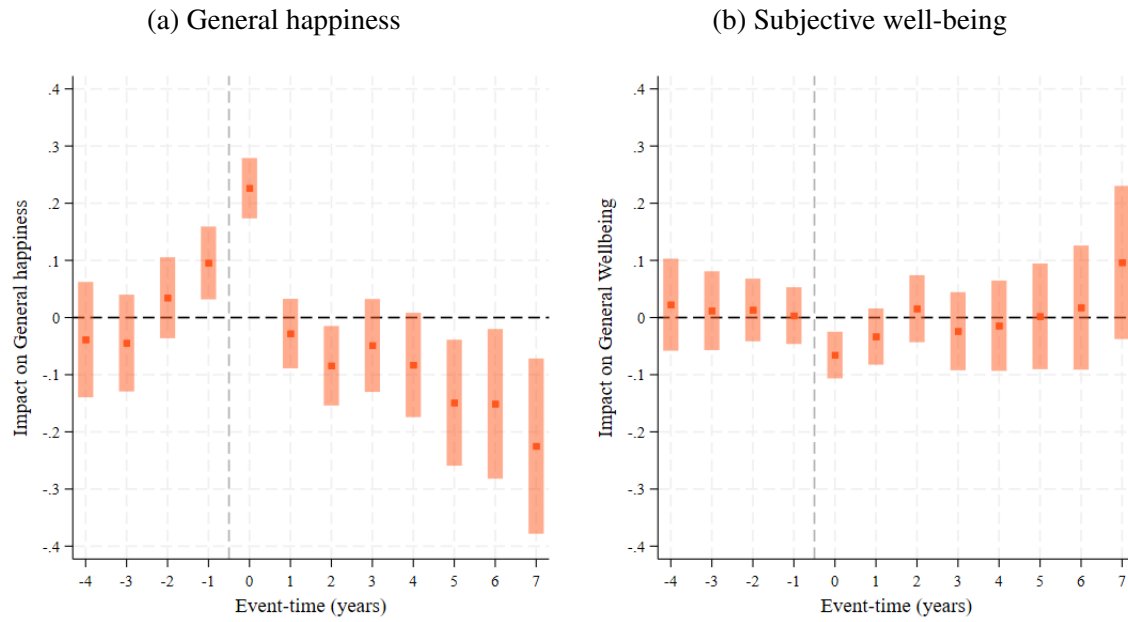 (a) General happiness
Impact on General happiness
.4
.3
.2
.1
0
-.1
-.2
-.3
-.4
-4 -3 -2 -1 0 1 2 3 4 5 6 7
Event-time (years)
(b) Subjective well-being
Impact on General Wellbeing
.4
.3
.2
.1
0
-.1
-.2
-.3
-.4
-4 -3 -2 -1 0 1 2 3 4 5 6 7
Event-time (years)